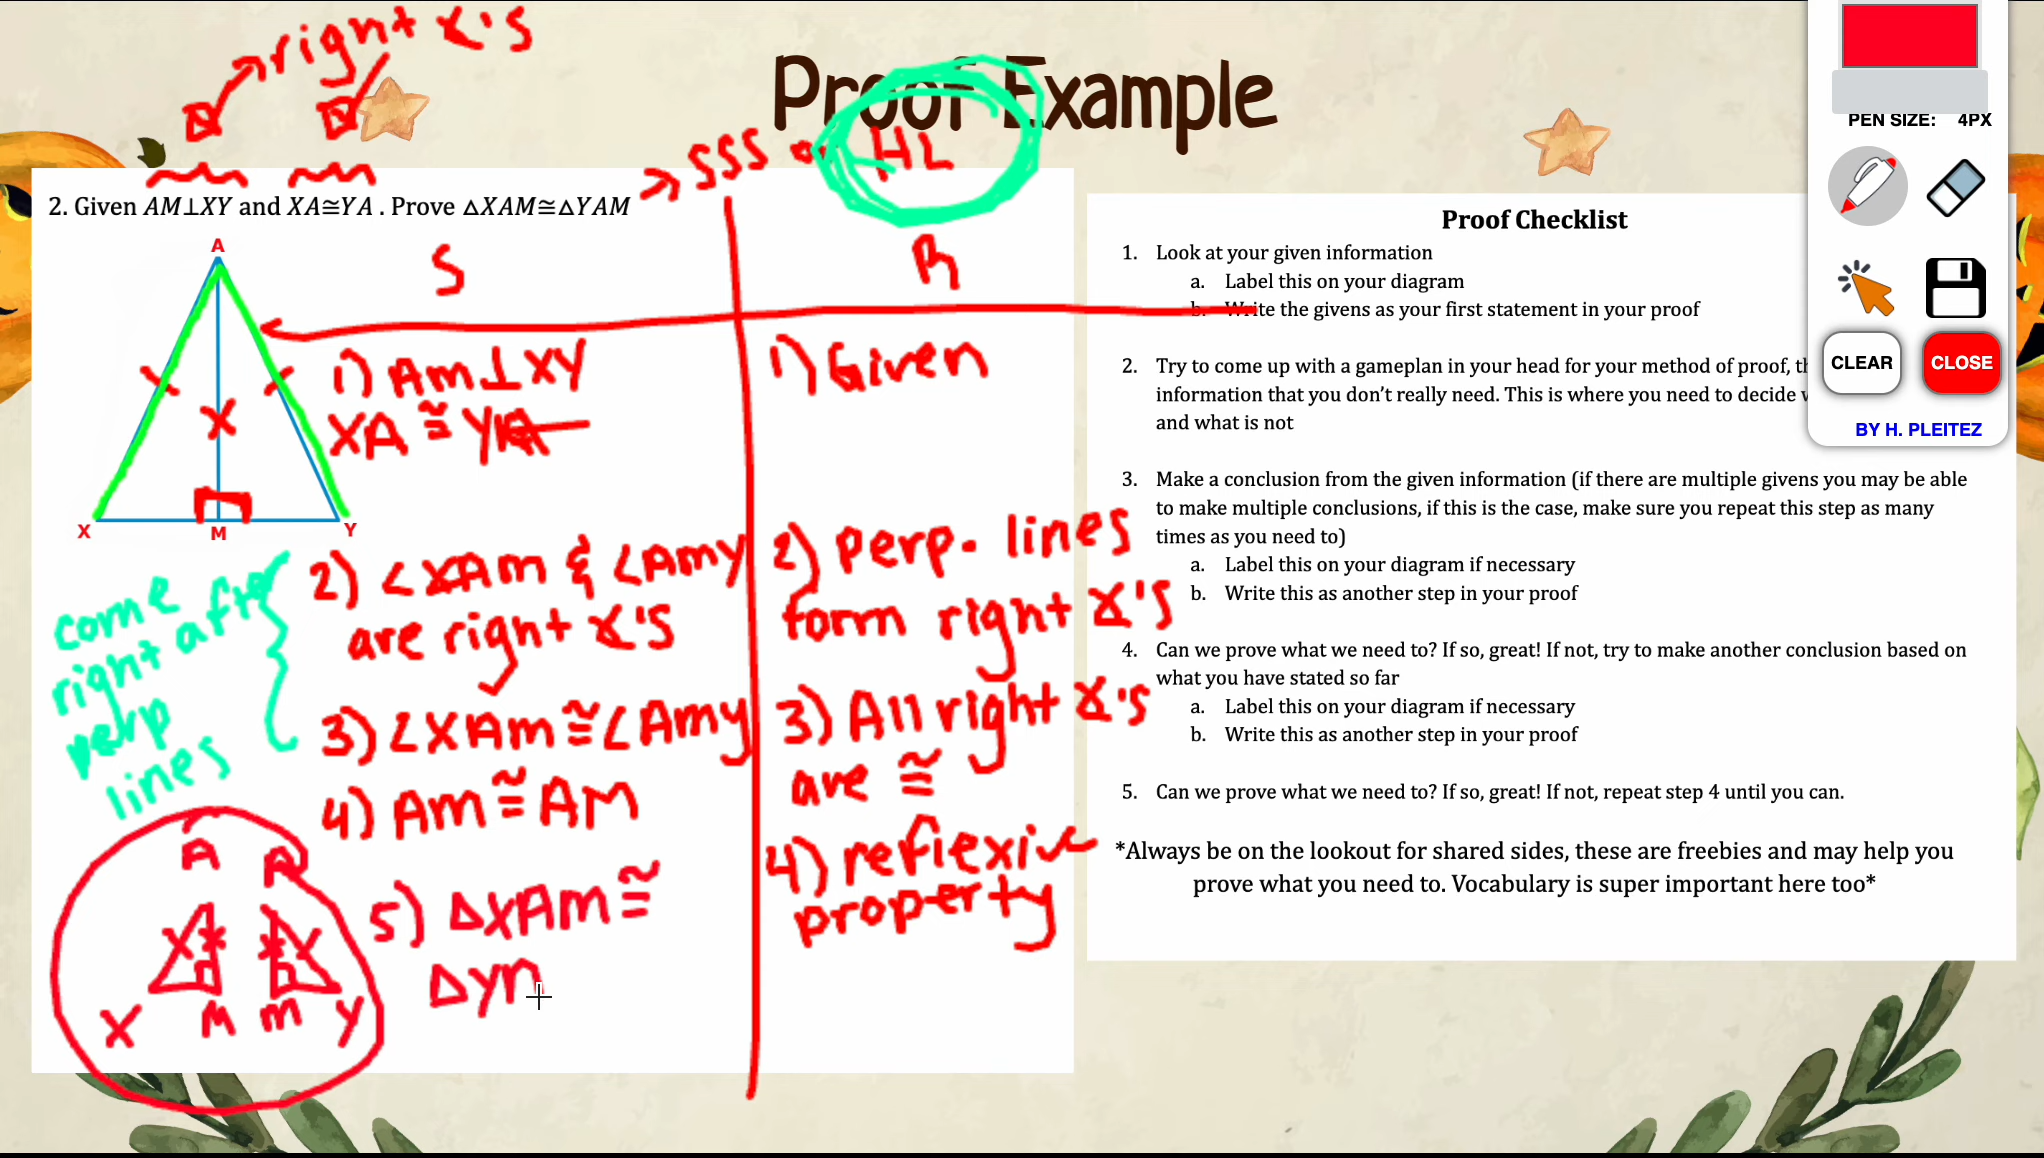 right ∡'s
Proof Example
→ SSS or HL
2. Given AM⊥XY and XA≅YA . Prove △XAM≅△YAM
A
X
M
Y
S
R
1) Am⊥XY
XA ≅ YA
1) Given
2) ∠XAm & ∠Amy
are right ∡'s
2) perp. lines
form right ∡'s
3) ∠XAm ≅ ∠Amy
3) All right ∡'s
are ≅
4) Am ≅ AM
4) reflexive
property
5) △XAm ≅
△y
come
right after
perp
lines
A A
X M m Y
Proof Checklist
1. Look at your given information
a. Label this on your diagram
b. Write the givens as your first statement in your proof
2. Try to come up with a gameplan in your head for your method of proof, th
information that you don't really need. This is where you need to decide
and what is not
3. Make a conclusion from the given information (if there are multiple givens you may be able
to make multiple conclusions, if this is the case, make sure you repeat this step as many
times as you need to)
a. Label this on your diagram if necessary
b. Write this as another step in your proof
4. Can we prove what we need to? If so, great! If not, try to make another conclusion based on
what you have stated so far
a. Label this on your diagram if necessary
b. Write this as another step in your proof
5. Can we prove what we need to? If so, great! If not, repeat step 4 until you can.
*Always be on the lookout for shared sides, these are freebies and may help you
prove what you need to. Vocabulary is super important here too*
PEN SIZE: 4PX
CLEAR
CLOSE
BY H. PLEITEZ